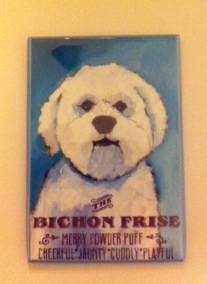 THE
BICHON FRISE
MERRY POWDER PUFF
CHEERFUL*JAUNTY*CUDDLY*PLAYFUL